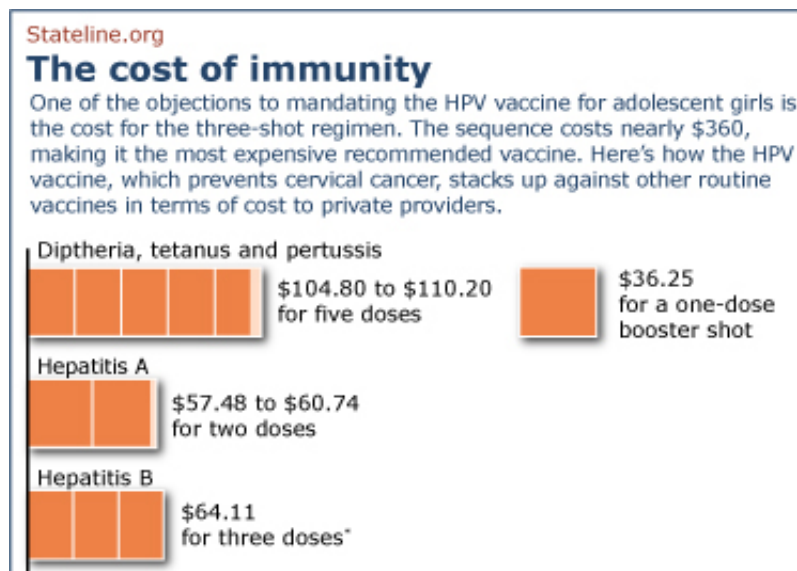 Stateline.org
The cost of immunity
One of the objections to mandating the HPV vaccine for adolescent girls is
the cost for the three-shot regimen. The sequence costs nearly $360,
making it the most expensive recommended vaccine. Here's how the HPV
vaccine, which prevents cervical cancer, stacks up against other routine
vaccines in terms of cost to private providers.
Diptheria, tetanus and pertussis
$104.80 to $110.20
for five doses
$36.25
for a one-dose
booster shot
Hepatitis A
$57.48 to $60.74
for two doses
Hepatitis B
$64.11
for three doses*